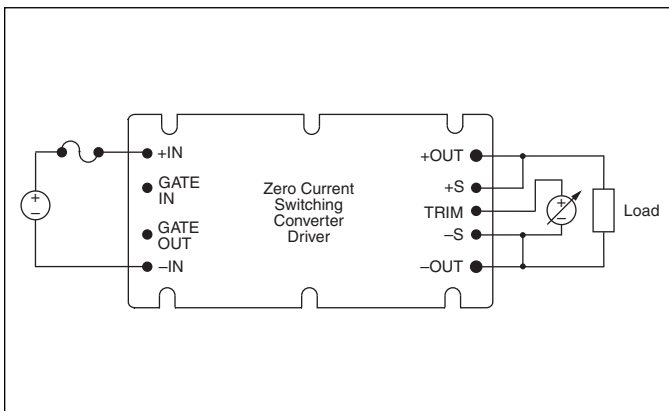 +IN
GATE
IN
GATE
OUT
–IN
Zero Current
Switching
Converter
Driver
+OUT
+S
TRIM
–S
–OUT
Load
+
–
+
–